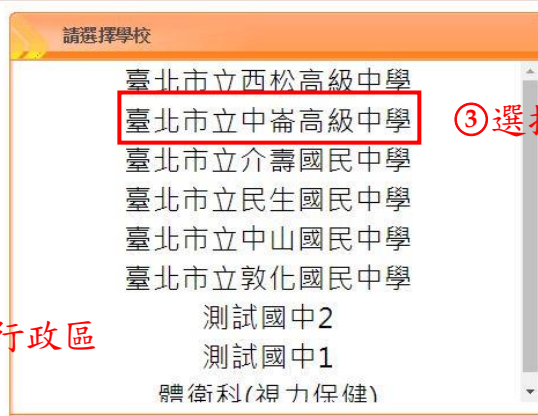 請選擇學校
臺北市立西松高級中學
臺北市立中崙高級中學
③選
臺北市立介壽國民中學
臺北市立民生國民中學
臺北市立中山國民中學
臺北市立敦化國民中學
測試國中2
行政區
測試國中1
體衛科(視力保健)